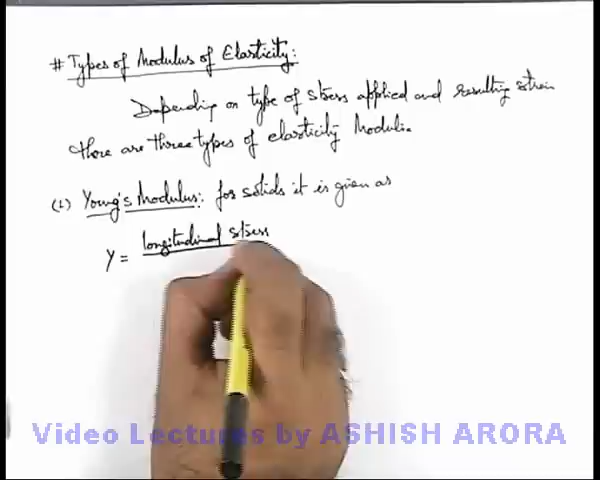 # Types of Modulus of Elasticity:
Depending on type of stress applied and resulting strain
there are three types of elasticity Moduli.
(1) Young's Modulus: for solids it is given as
longitudinal stress
Y =
Video Lectures by ASHISH ARORA